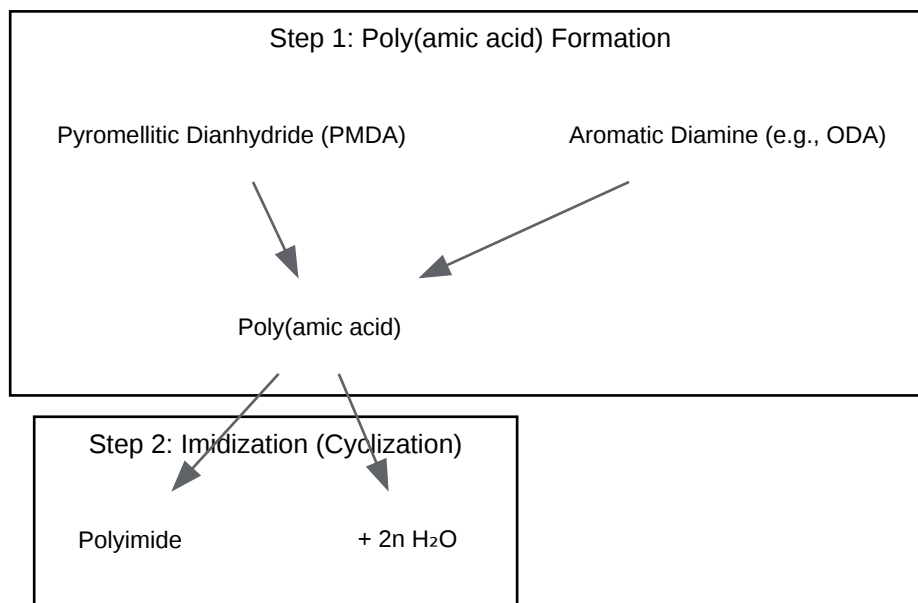 Step 1: Poly(amic acid) Formation
Pyromellitic Dianhydride (PMDA)
Aromatic Diamine (e.g., ODA)
Poly(amic acid)
Step 2: Imidization (Cyclization)
Polyimide
+ 2n H₂O